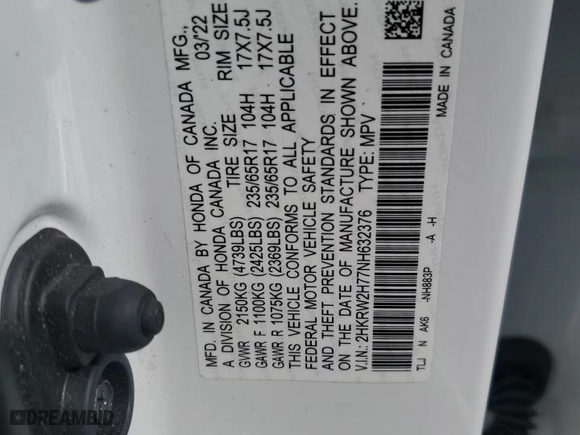 MFD. IN CANADA BY HONDA OF CANADA MFG.,
A DIVISION OF HONDA CANADA INC. 03/'22
TIRE SIZE RIM SIZE
GVWR 2150KG (4739LBS)
GAWR F 1100KG (2425LBS) 235/65R17 104H 17X7.5J
GAWR R 1075KG (2369LBS) 235/65R17 104H 17X7.5J
THIS VEHICLE CONFORMS TO ALL APPLICABLE
FEDERAL MOTOR VEHICLE SAFETY
AND THEFT PREVENTION STANDARDS IN EFFECT
ON THE DATE OF MANUFACTURE SHOWN ABOVE.
V.I.N.: 2HKRW2H77NH632376 TYPE: MPV
TLJ N AK6 -NH883P -A -H
MADE IN CANADA
DREAMBID